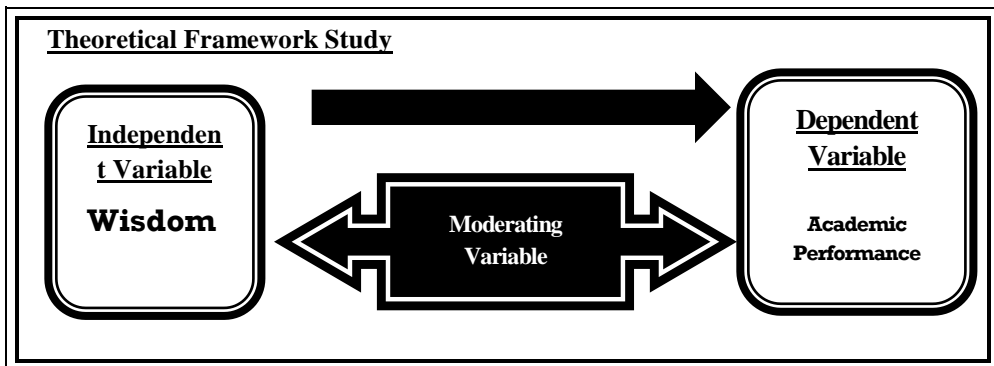 Theoretical Framework Study
Independen
t Variable
Wisdom
Moderating
Variable
Dependent
Variable
Academic
Performance